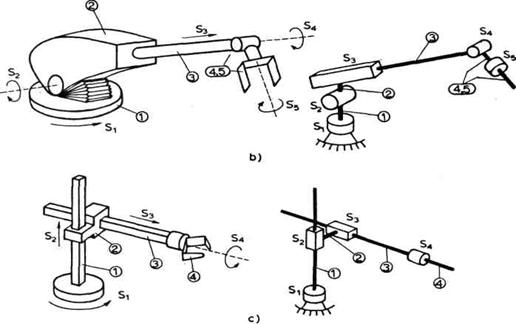 ② S₃ S₄
S₂ ④,⑤ ③ S₅
S₁ ①
③ S₄
S₃ S₅
④,⑤
②
S₂ ①
S₁
b)
S₃ S₄
S₂ ② ③ ④
①
S₁
S₃
S₂ ② S₄
① ③ ④
S₁
c)